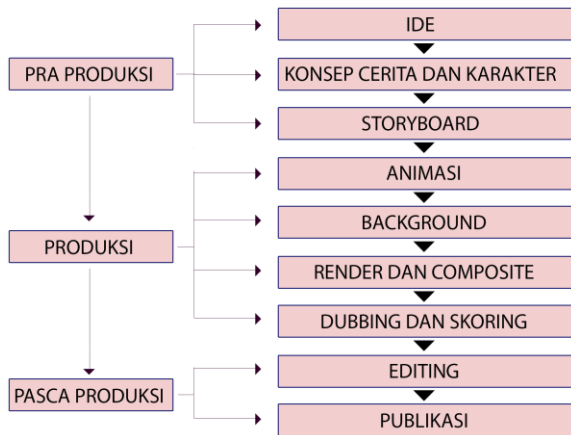 IDE
PRA PRODUKSI
KONSEP CERITA DAN KARAKTER
STORYBOARD
ANIMASI
BACKGROUND
PRODUKSI
RENDER DAN COMPOSITE
DUBBING DAN SKORING
EDITING
PASCA PRODUKSI
PUBLIKASI